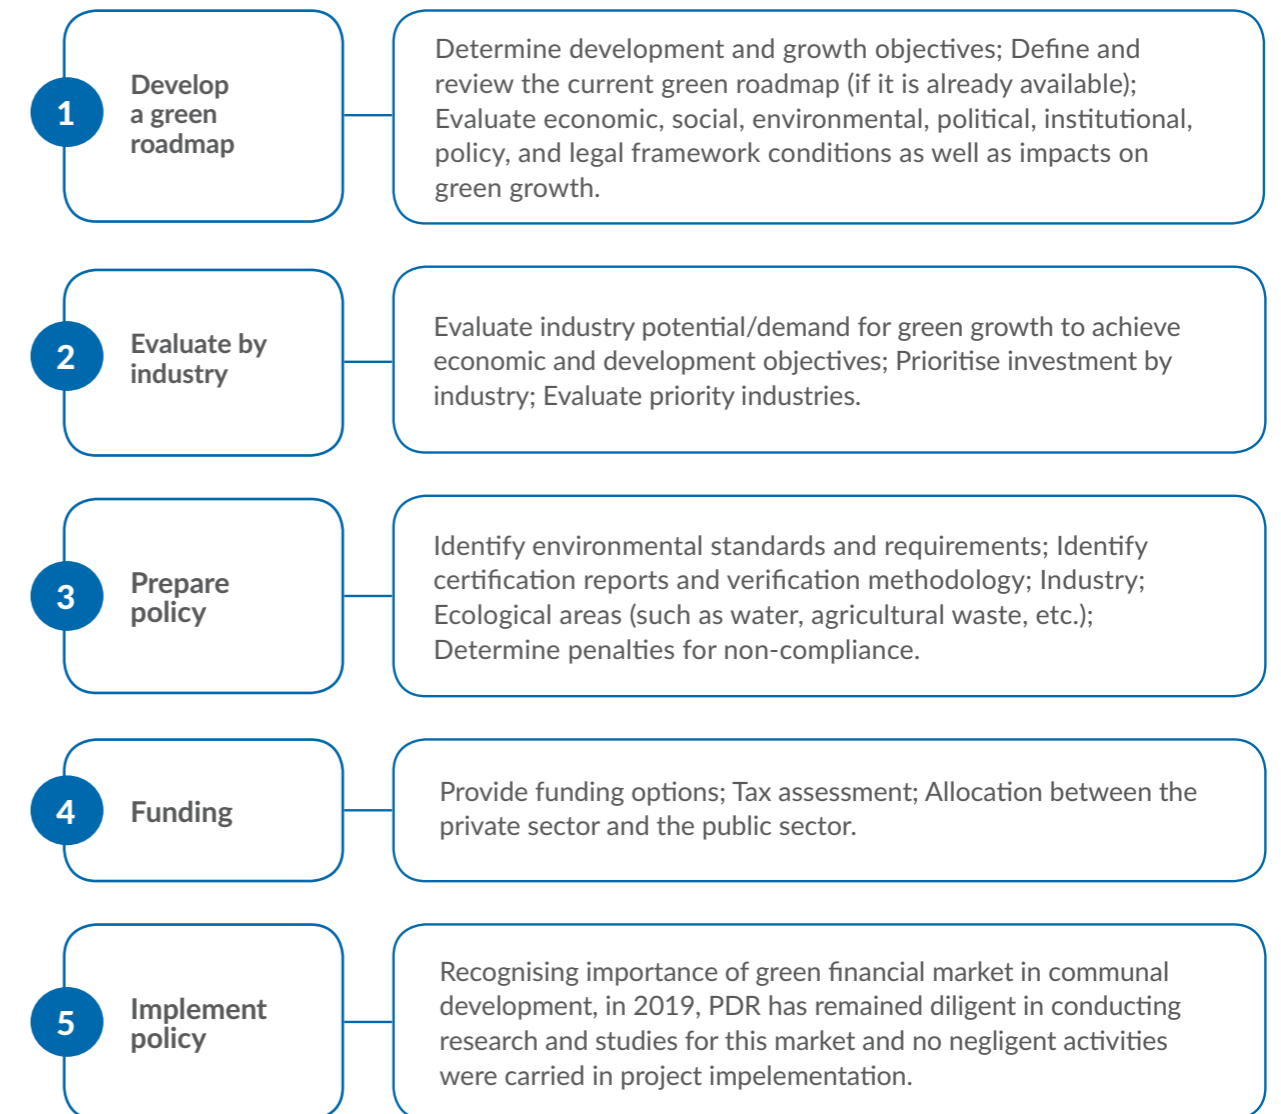 1
Develop
a green
roadmap
Determine development and growth objectives; Define and
review the current green roadmap (if it is already available);
Evaluate economic, social, environmental, political, institutional,
policy, and legal framework conditions as well as impacts on
green growth.
2
Evaluate by
industry
Evaluate industry potential/demand for green growth to achieve
economic and development objectives; Prioritise investment by
industry; Evaluate priority industries.
3
Prepare
policy
Identify environmental standards and requirements; Identify
certification reports and verification methodology; Industry;
Ecological areas (such as water, agricultural waste, etc.);
Determine penalties for non-compliance.
4
Funding
Provide funding options; Tax assessment; Allocation between the
private sector and the public sector.
5
Implement
policy
Recognising importance of green financial market in communal
development, in 2019, PDR has remained diligent in conducting
research and studies for this market and no negligent activities
were carried in project impelementation.